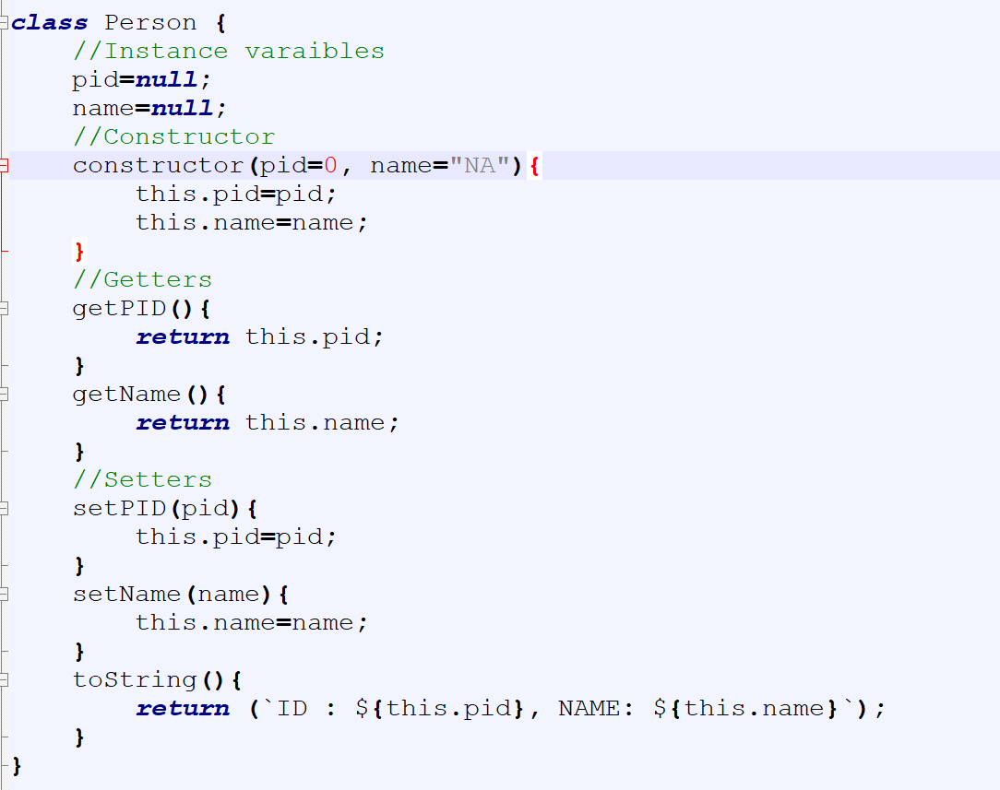 class Person {
    //Instance varaibles
    pid=null;
    name=null;
    //Constructor
    constructor(pid=0, name="NA"){
        this.pid=pid;
        this.name=name;
    }
    //Getters
    getPID(){
        return this.pid;
    }
    getName(){
        return this.name;
    }
    //Setters
    setPID(pid){
        this.pid=pid;
    }
    setName(name){
        this.name=name;
    }
    toString(){
        return (`ID : ${this.pid}, NAME: ${this.name}`);
    }
}